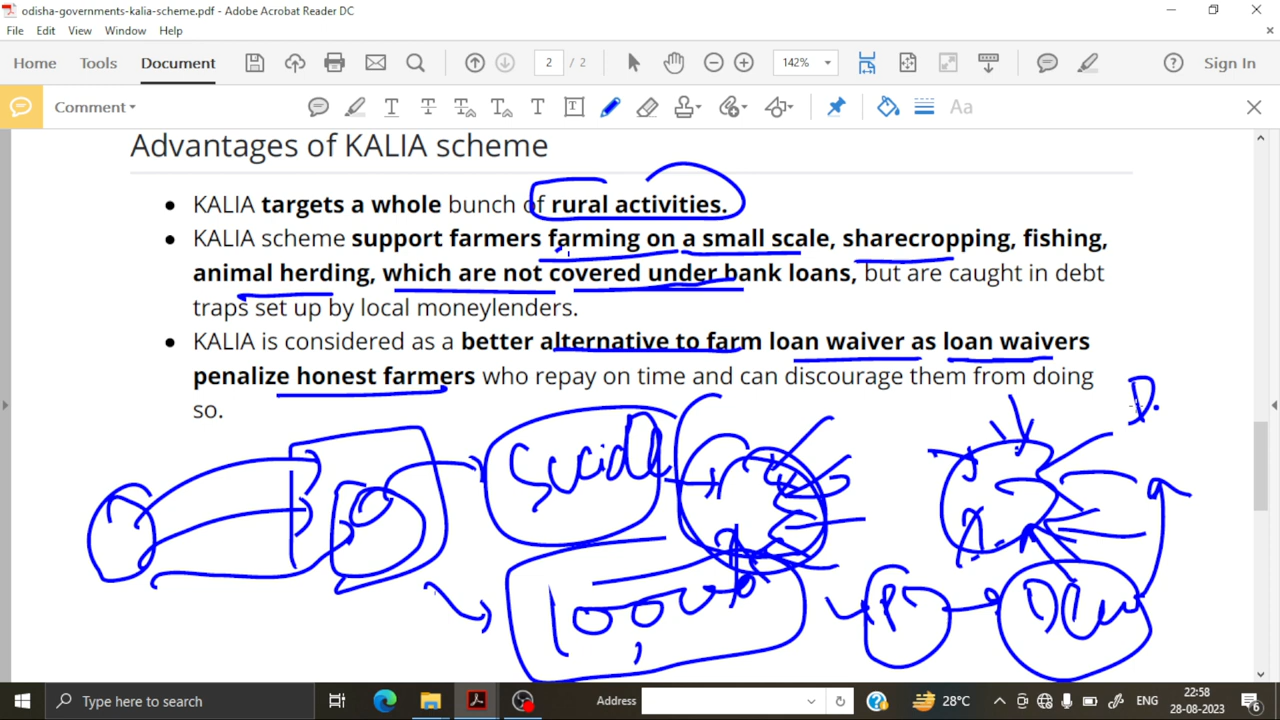 odisha-governments-kalia-scheme.pdf - Adobe Acrobat Reader DC
File Edit View Window Help
Home Tools Document 2 / 2 142% Sign In
Comment Aa
Advantages of KALIA scheme
• KALIA targets a whole bunch of rural activities.
• KALIA scheme support farmers farming on a small scale, sharecropping, fishing,
animal herding, which are not covered under bank loans, but are caught in debt
traps set up by local moneylenders.
• KALIA is considered as a better alternative to farm loan waiver as loan waivers
penalize honest farmers who repay on time and can discourage them from doing
so.
D.
Type here to search Address 28°C ENG 22:58
28-08-2023 6